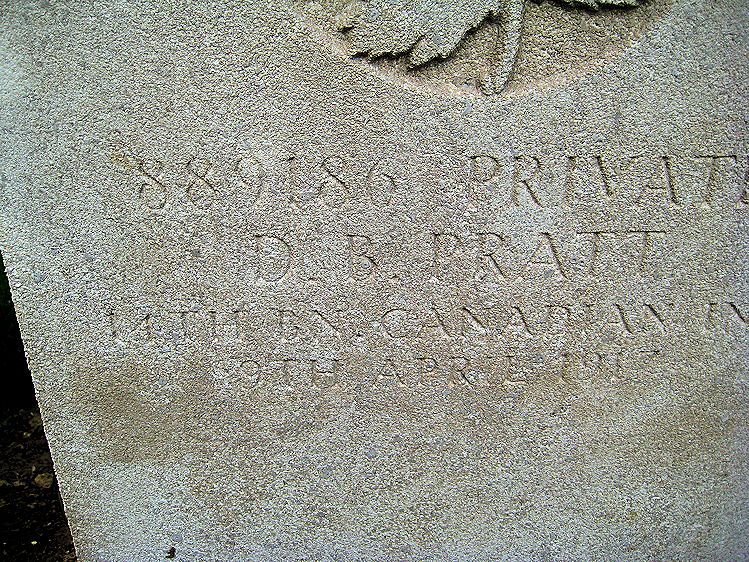 889186 PRIVATE
D. B. PRATT
14TH BN. CANADIAN IN
9TH APRIL 1917